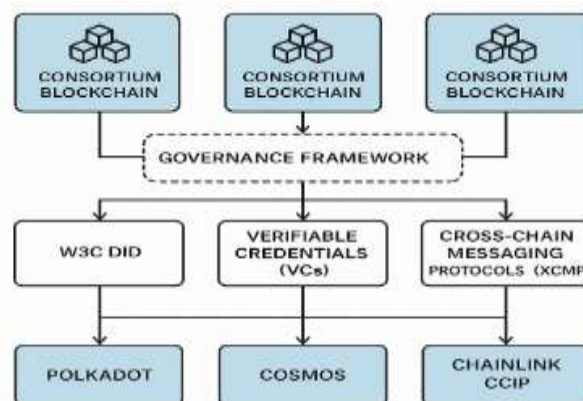 CONSORTIUM
BLOCKCHAIN
CONSORTIUM
BLOCKCHAIN
CONSORTIUM
BLOCKCHAIN
GOVERNANCE FRAMEWORK
W3C DID
VERIFIABLE
CREDENTIALS
(VCs)
CROSS-CHAIN
MESSAGING
PROTOCOLS (XCMP
POLKADOT
COSMOS
CHAINLINK
CCIP